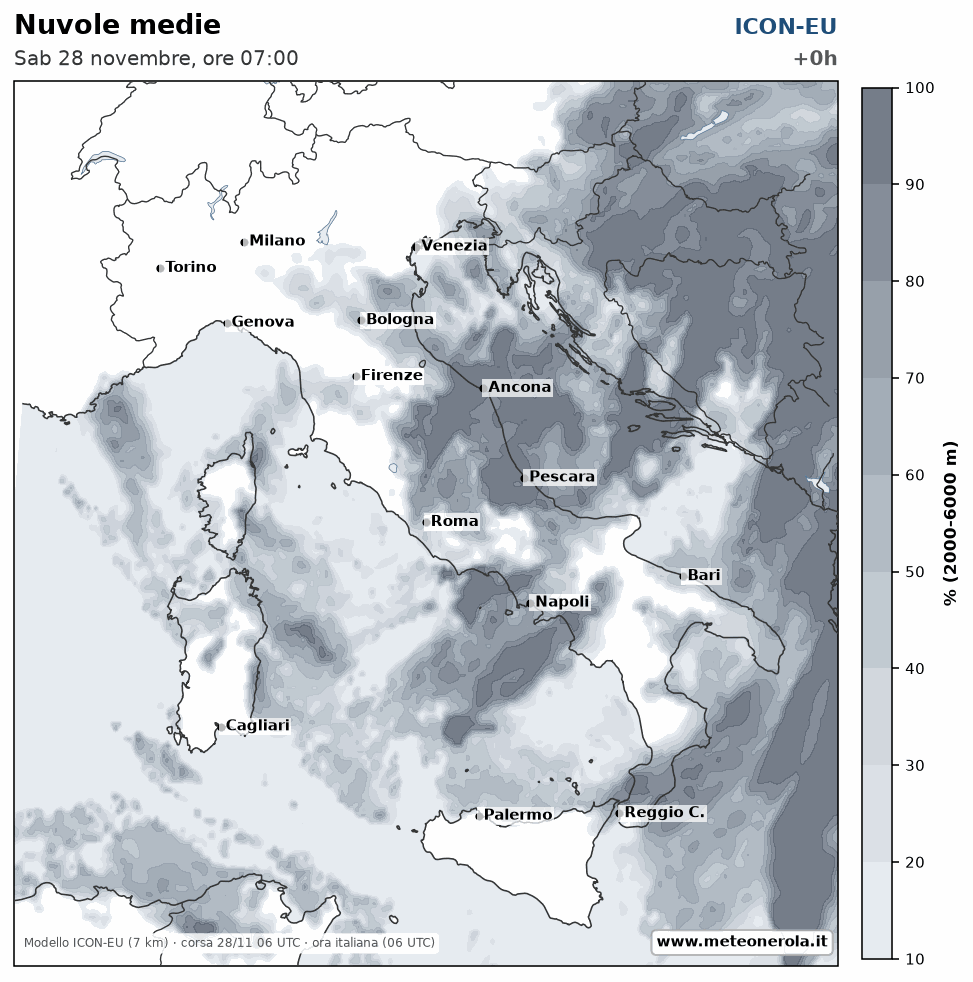 Nuvole medie
ICON-EU
Sab 28 novembre, ore 07:00
+0h
100
90
80
70
60
50
40
30
20
10
% (2000-6000 m)
Milano
Venezia
Torino
Genova
Bologna
Firenze
Ancona
Pescara
Roma
Bari
Napoli
Cagliari
Palermo
Reggio C.
Modello ICON-EU (7 km) · corsa 28/11 06 UTC · ora italiana (06 UTC)
www.meteonerola.it